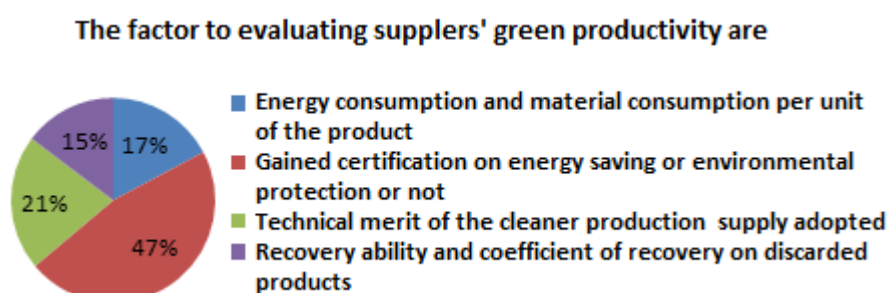 The factor to evaluating supplers' green productivity are
Energy consumption and material consumption per unit
of the product
Gained certification on energy saving or environmental
protection or not
Technical merit of the cleaner production supply adopted
Recovery ability and coefficient of recovery on discarded
products
15% 17%
21%
47%